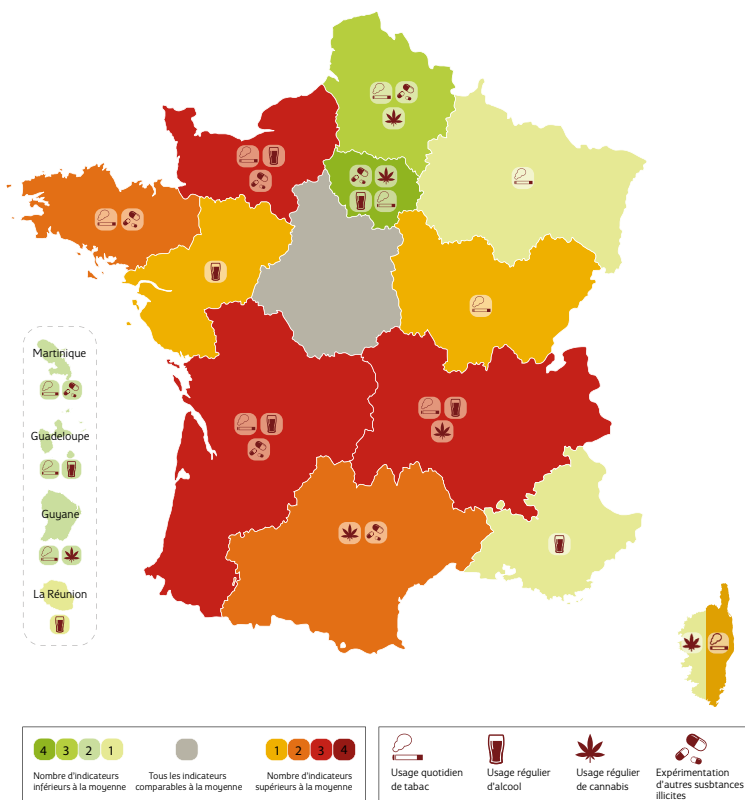 Martinique
Guadeloupe
Guyane
La Réunion
4 3 2 1
Nombre d'indicateurs
inférieurs à la moyenne
Tous les indicateurs
comparables à la moyenne
1 2 3 4
Nombre d'indicateurs
supérieurs à la moyenne
Usage quotidien
de tabac
Usage régulier
d'alcool
Usage régulier
de cannabis
Expérimentation
d'autres susbtances
illicites